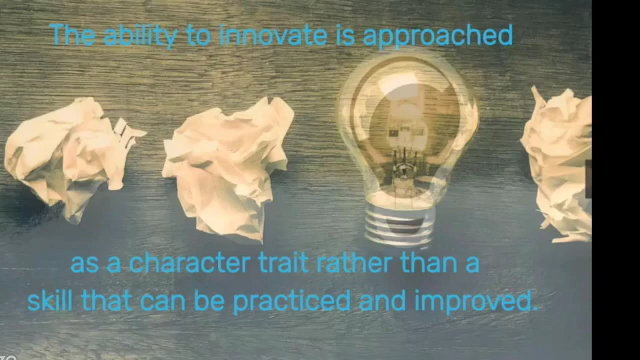 The ability to innovate is approached
as a character trait rather than a
skill that can be practiced and improved.